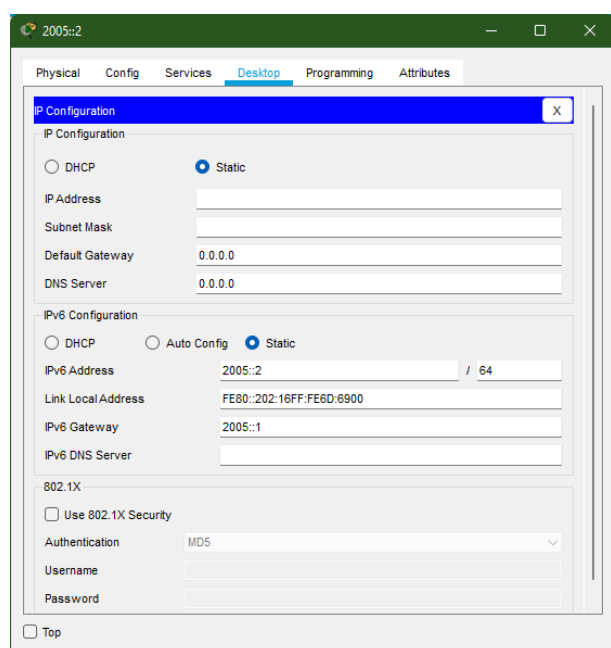 2005::2
Physical Config Services Desktop Programming Attributes
IP Configuration X
IP Configuration
DHCP Static
IP Address
Subnet Mask
Default Gateway 0.0.0.0
DNS Server 0.0.0.0
IPv6 Configuration
DHCP Auto Config Static
IPv6 Address 2005::2 / 64
Link Local Address FE80::202:16FF:FE6D:6900
IPv6 Gateway 2005::1
IPv6 DNS Server
802.1X
Use 802.1X Security
Authentication MD5
Username
Password
Top